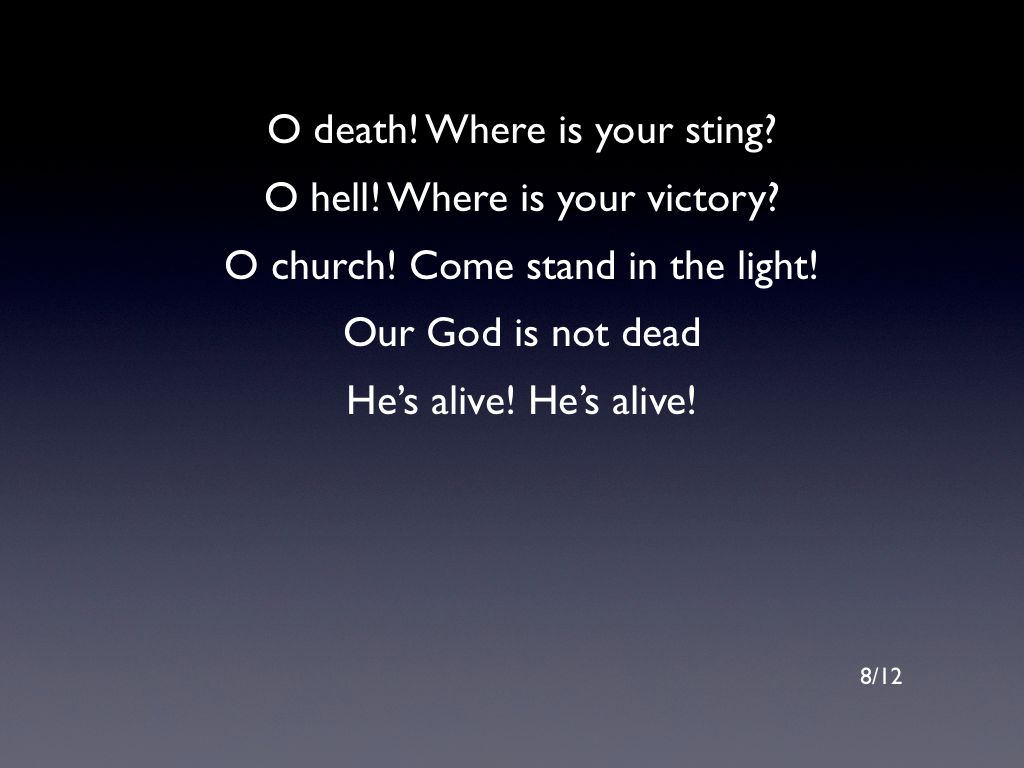 O death! Where is your sting?
O hell! Where is your victory?
O church! Come stand in the light!
Our God is not dead
He’s alive! He’s alive!
8/12